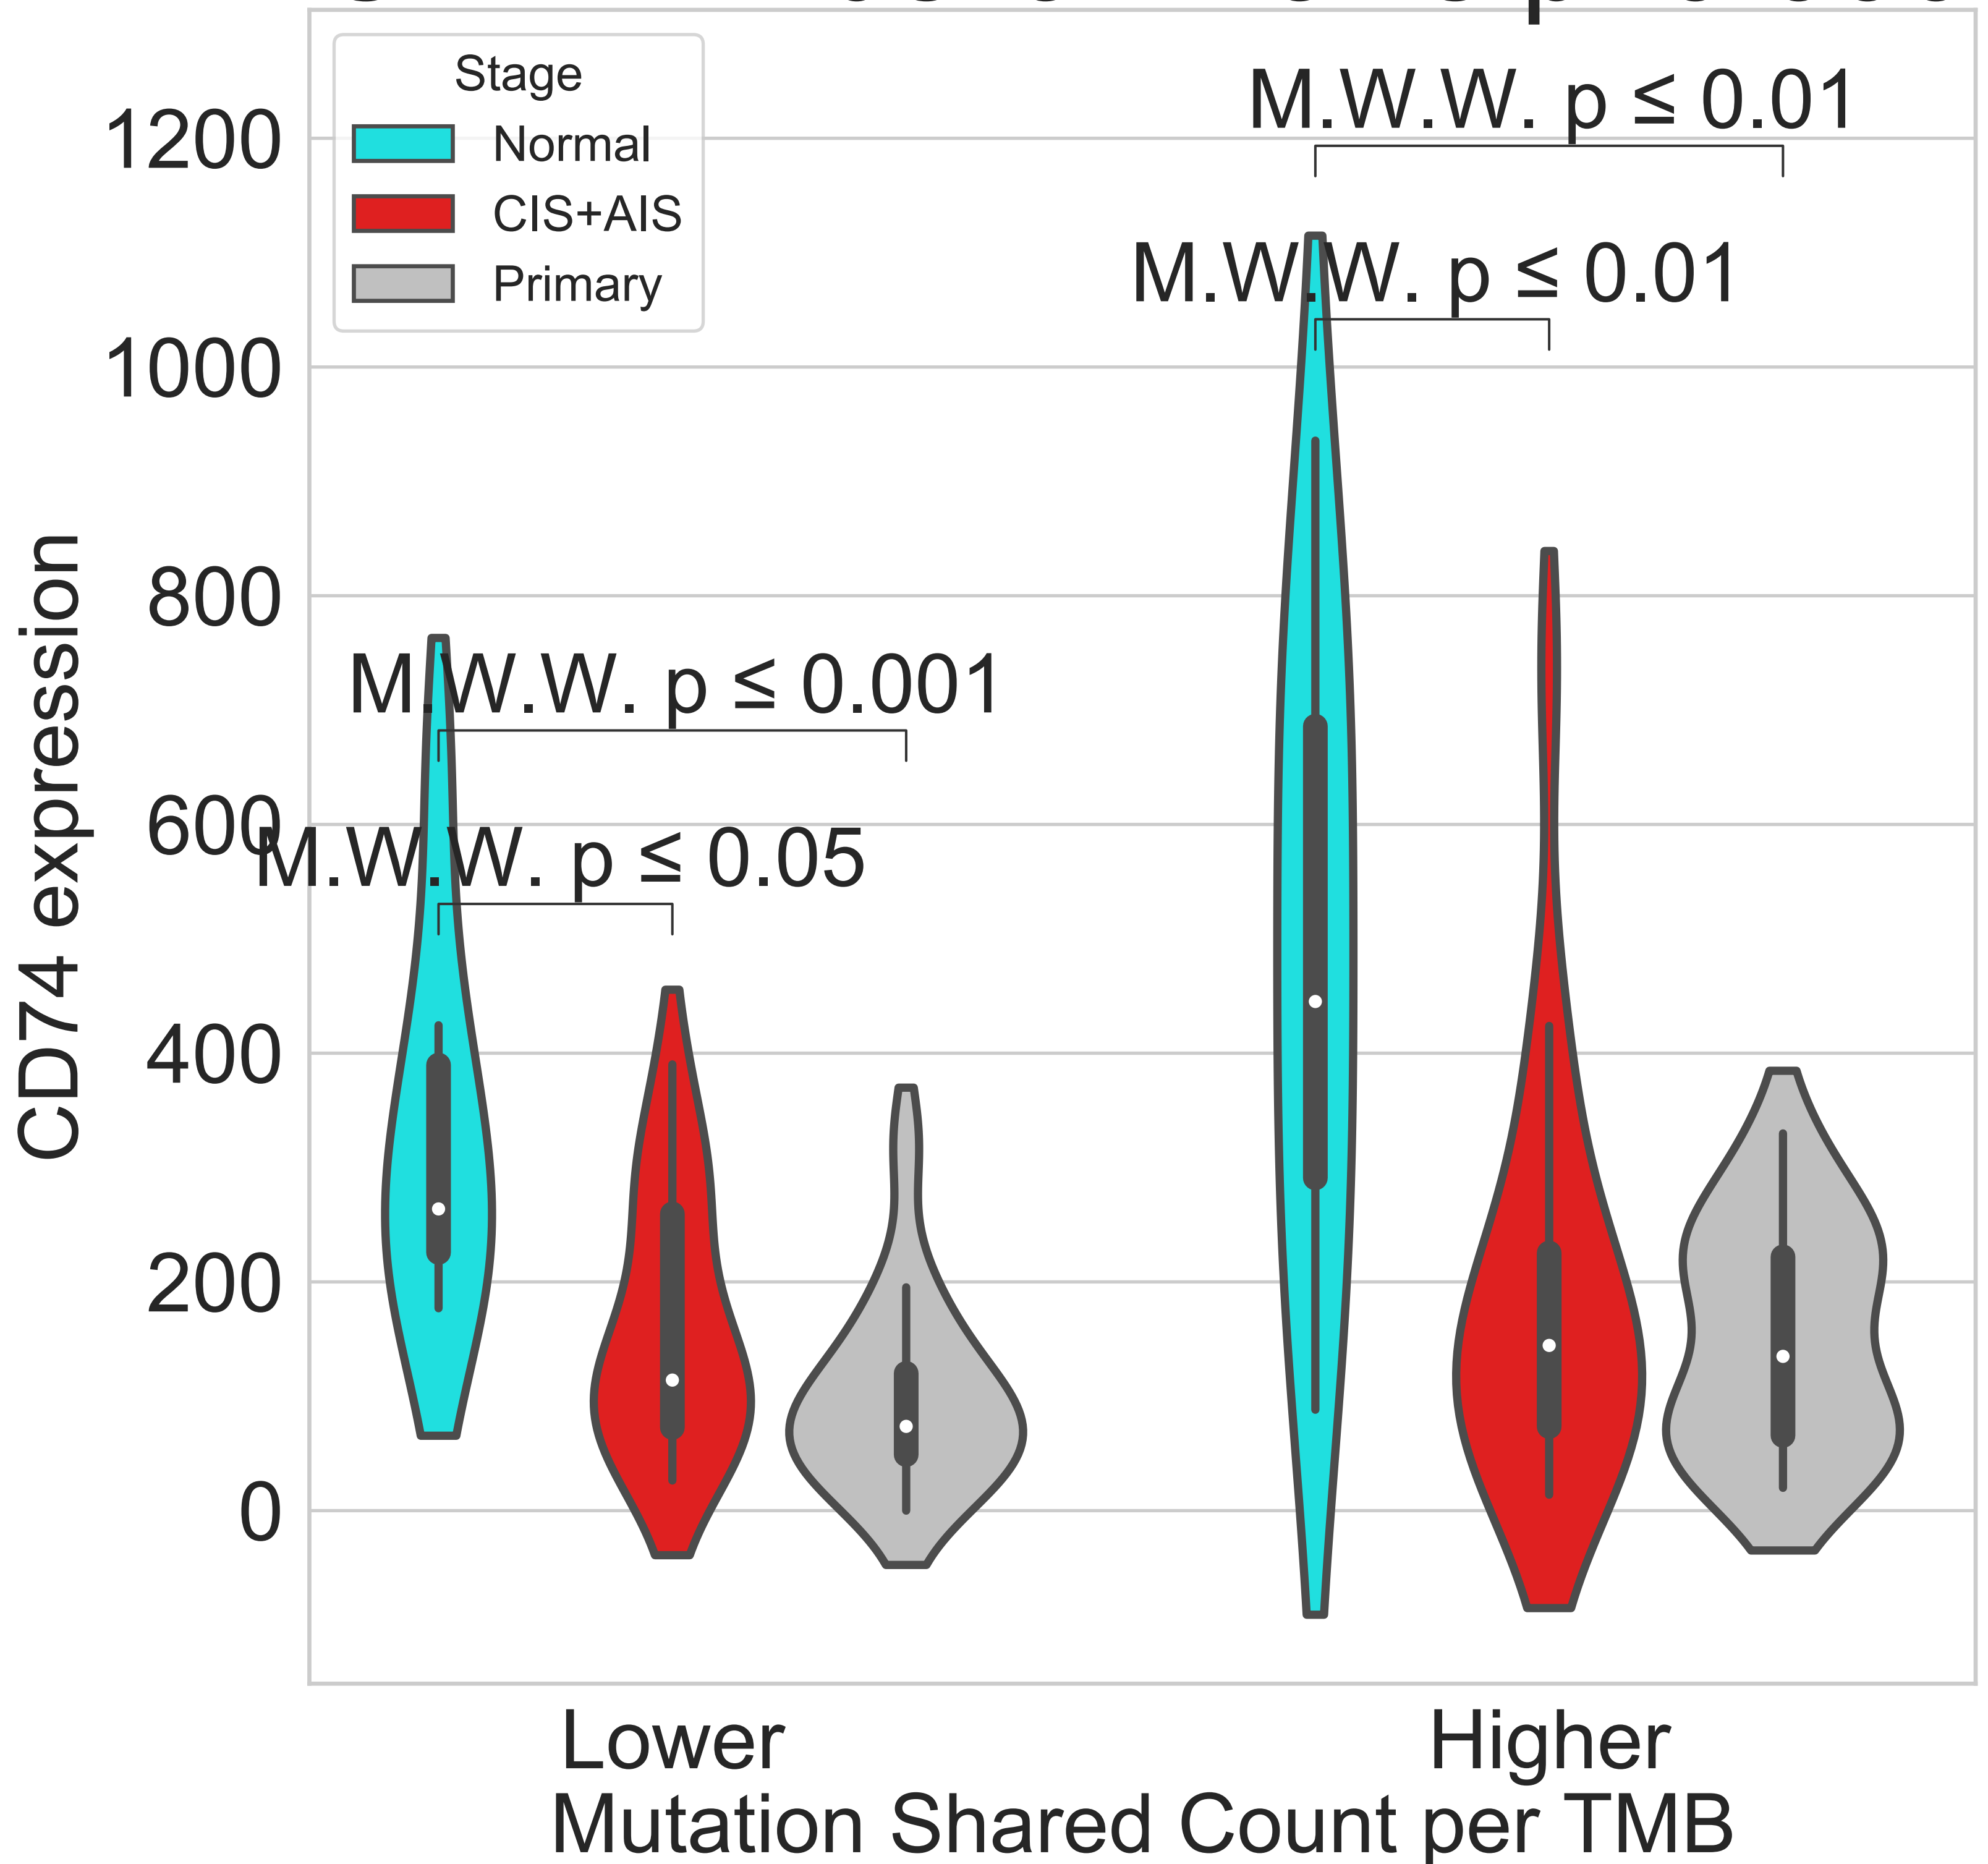 Stage
Normal
CIS+AIS
Primary
M.W.W. p ≤ 0.01
M.W.W. p ≤ 0.01
M.W.W. p ≤ 0.001
M.W.W. p ≤ 0.05
1200
1000
800
600
400
200
0
CD74 expression
Lower
Higher
Mutation Shared Count per TMB